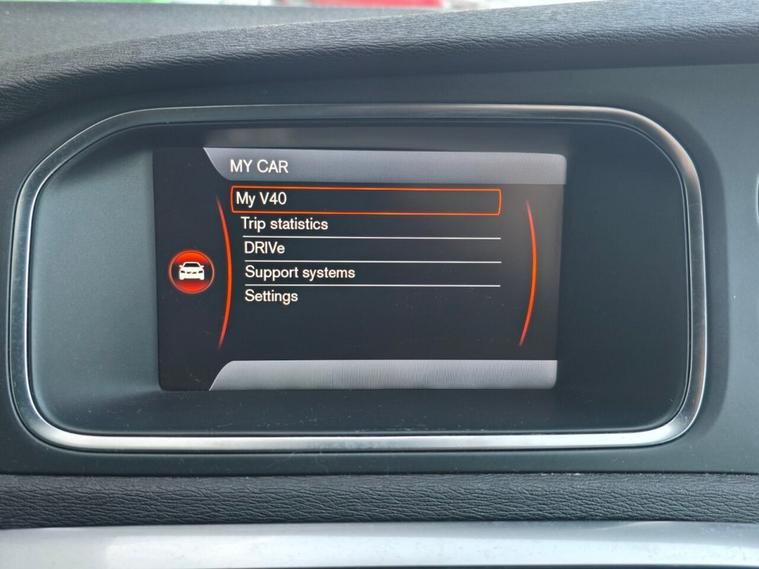 MY CAR
My V40
Trip statistics
DRIVe
Support systems
Settings